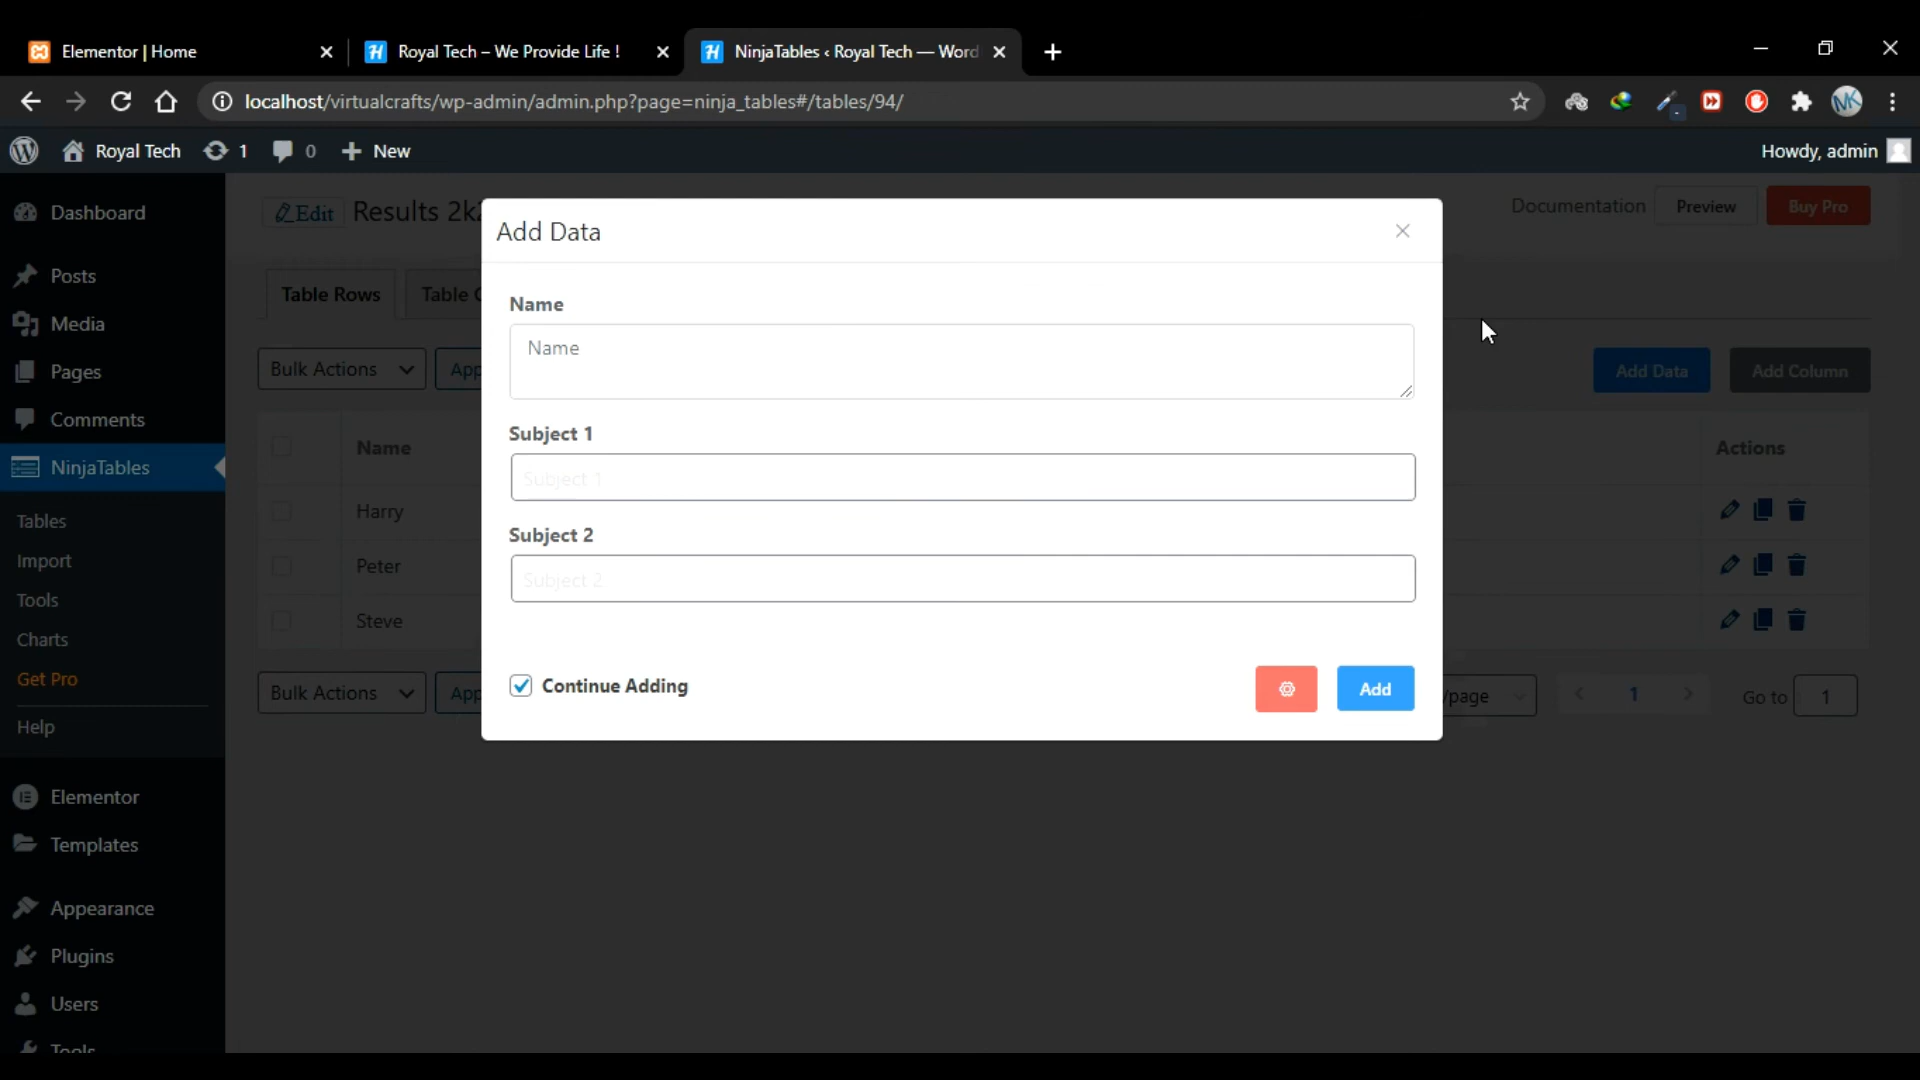 Elementor | Home
Royal Tech – We Provide Life !
NinjaTables ‹ Royal Tech — Word
localhost/virtualcrafts/wp-admin/admin.php?page=ninja_tables#/tables/94/
Royal Tech
1
0
New
Howdy, admin
Dashboard
Posts
Media
Pages
Comments
NinjaTables
Tables
Import
Tools
Charts
Get Pro
Help
Elementor
Templates
Appearance
Plugins
Users
Tools
Edit
Results 2k
Documentation
Preview
Buy Pro
Table Rows
Table
Bulk Actions
App
Add Data
Add Column
Name
Actions
Harry
Peter
Steve
Bulk Actions
App
/page
1
Go to
1
Add Data
Name
Name
Subject 1
Subject 1
Subject 2
Subject 2
Continue Adding
Add